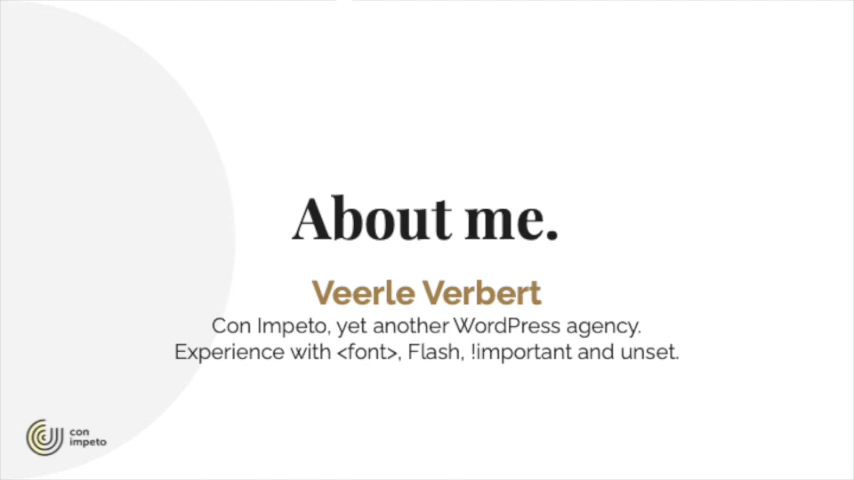 About me.
Veerle Verbert
Con Impeto, yet another WordPress agency.
Experience with <font>, Flash, !important and unset.
con
impeto